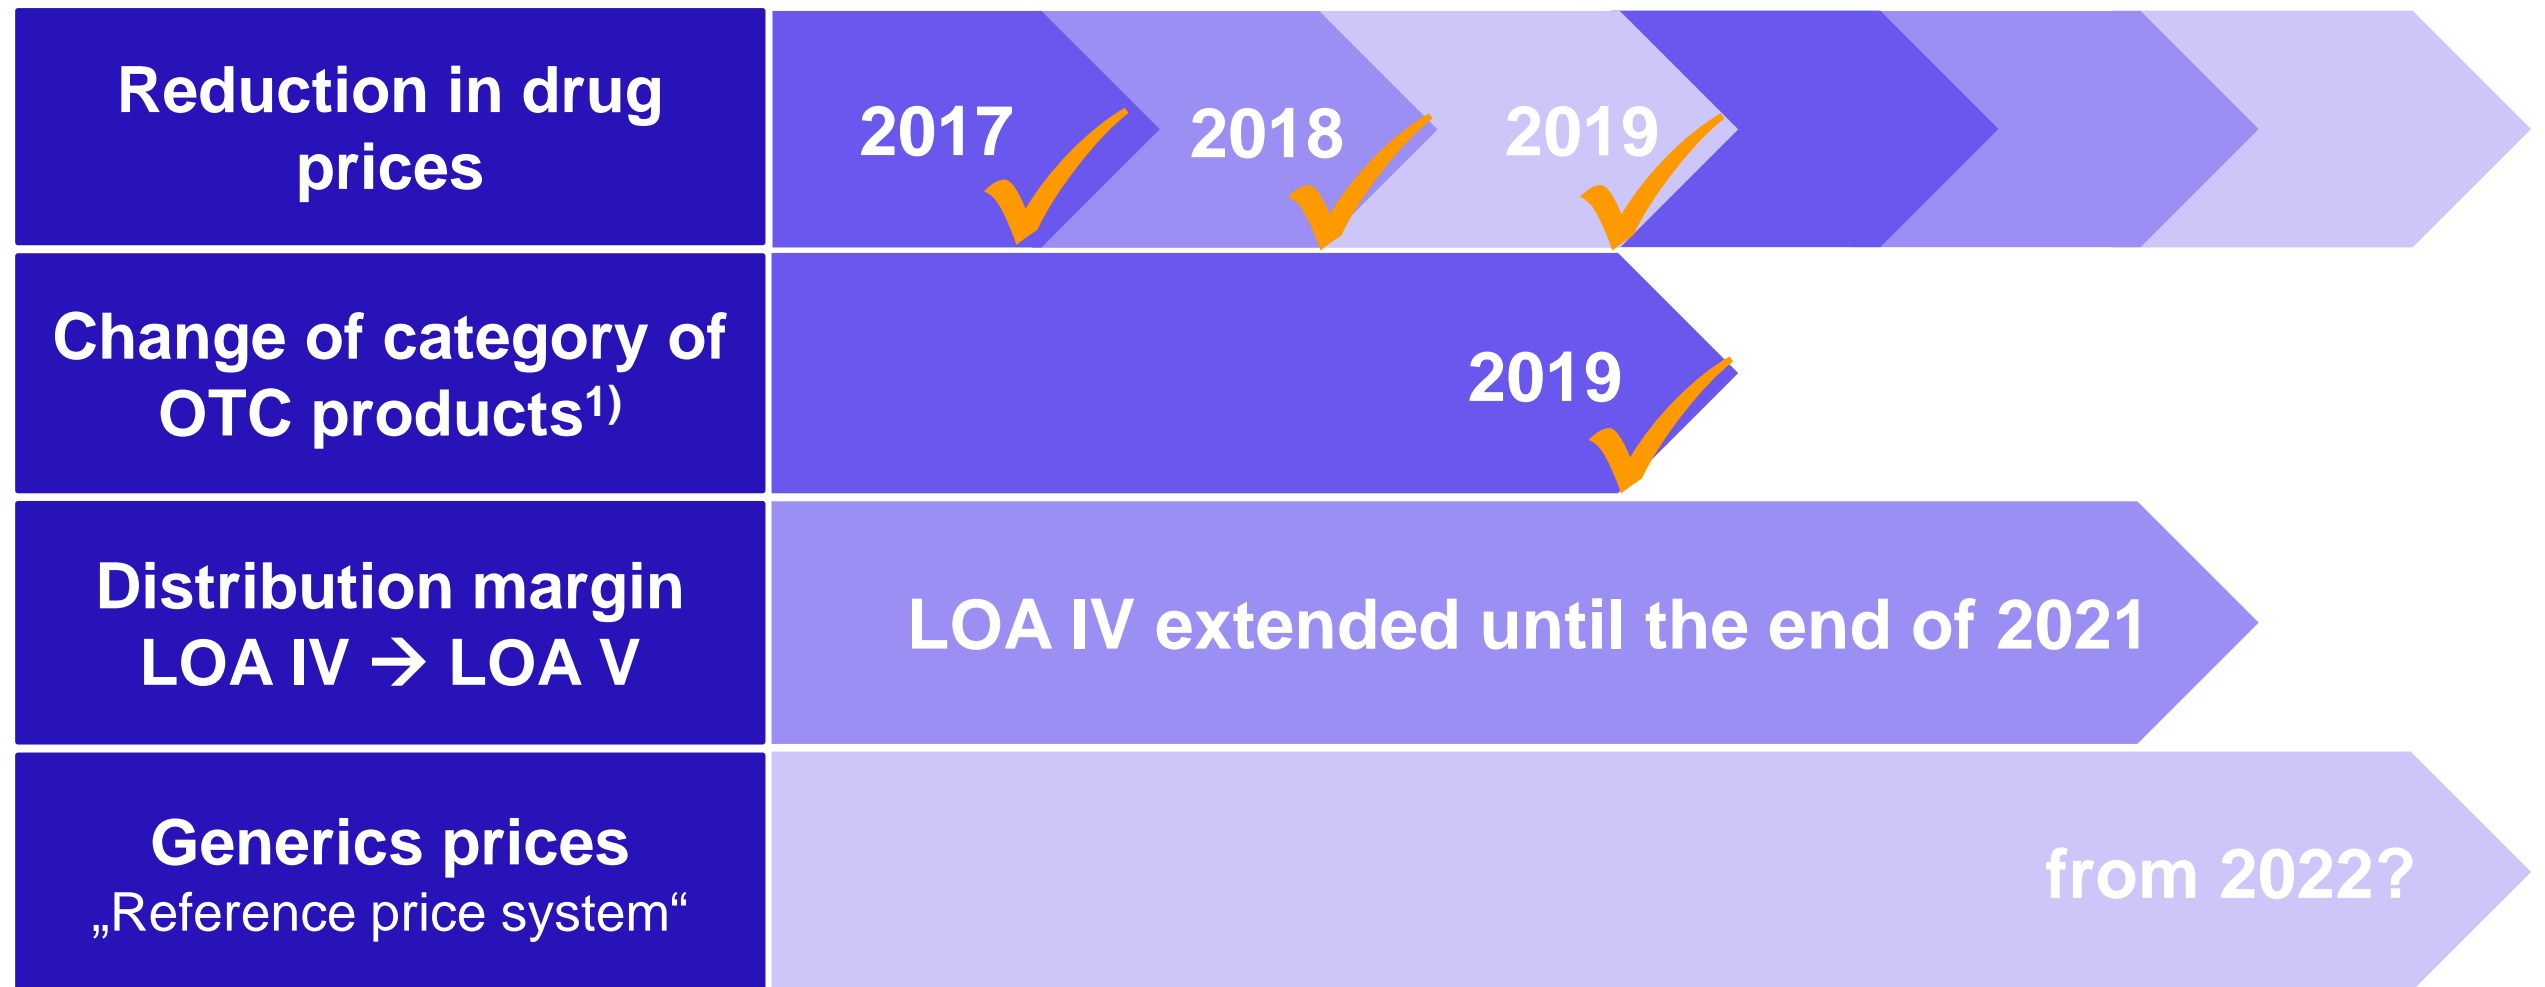 Reduction in drug
prices
2017
2018
2019
Change of category of
OTC products1)
2019
Distribution margin
LOA IV → LOA V
LOA IV extended until the end of 2021
Generics prices
„Reference price system“
from 2022?